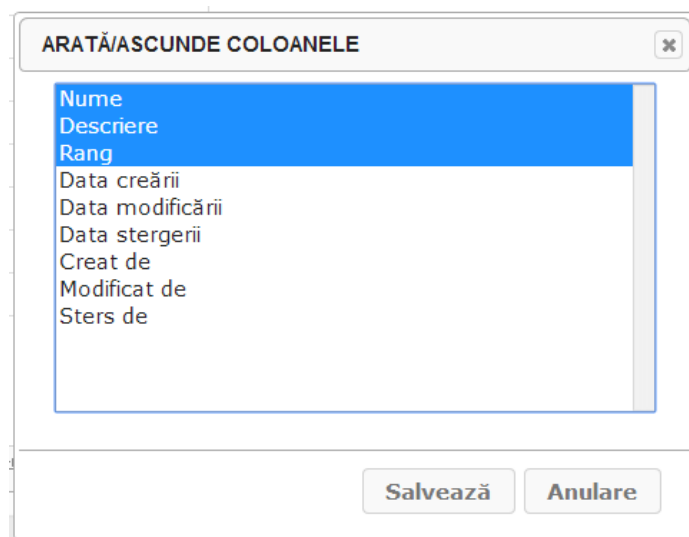 ARATĂ/ASCUNDE COLOANELE
Nume
Descriere
Rang
Data creării
Data modificării
Data stergerii
Creat de
Modificat de
Sters de
Salvează Anulare